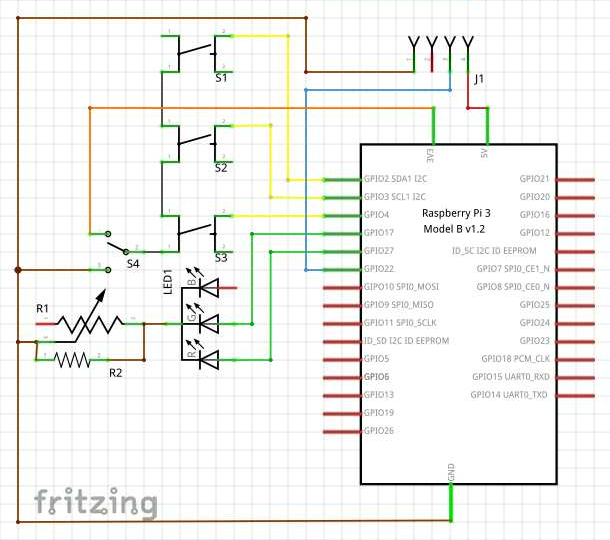 S1
J1
3V3
5V
S2
GPIO2 SDA1 I2C
GPIO21
GPIO3 SCL1 I2C
GPIO20
GPIO4
Raspberry Pi 3
Model B v1.2
GPIO16
GPIO17
GPIO12
GPIO27
ID_SC I2C ID EEPROM
S3
S4
LED1
GPIO22
GPIO7 SPI0_CE1_N
B
GIPO10 SPI0_MOSI
GPIO8 SPI0_CE0_N
R1
GPIO9 SPI0_MISO
GPIO25
G
GPIO11 SPI0_SCLK
GPIO24
ID_SD I2C ID EEPROM
GPIO23
R
GPIO5
GPIO18 PCM_CLK
R2
GPIO6
GPIO15 UART0_RXD
GPIO13
GPIO14 UART0_TXD
GPIO19
GPIO26
GND
fritzing